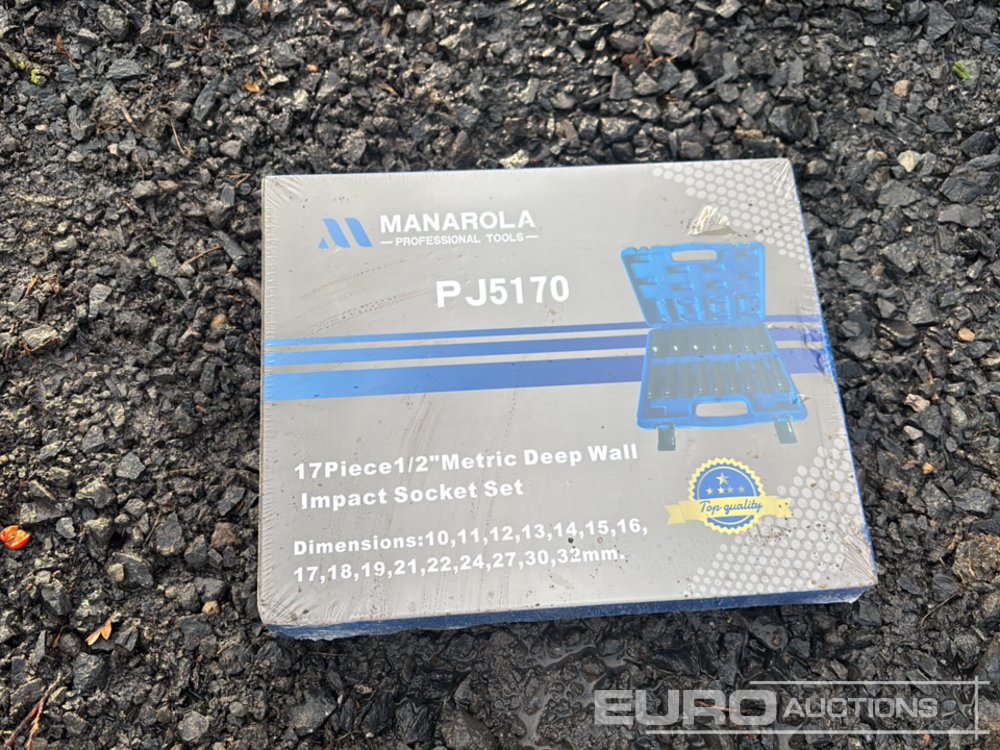 MANAROLA
PROFESSIONAL TOOLS
PJ5170
17Piece1/2"Metric Deep Wall
Impact Socket Set
Top quality
Dimensions:10,11,12,13,14,15,16,
17,18,19,21,22,24,27,30,32mm.
EURO AUCTIONS